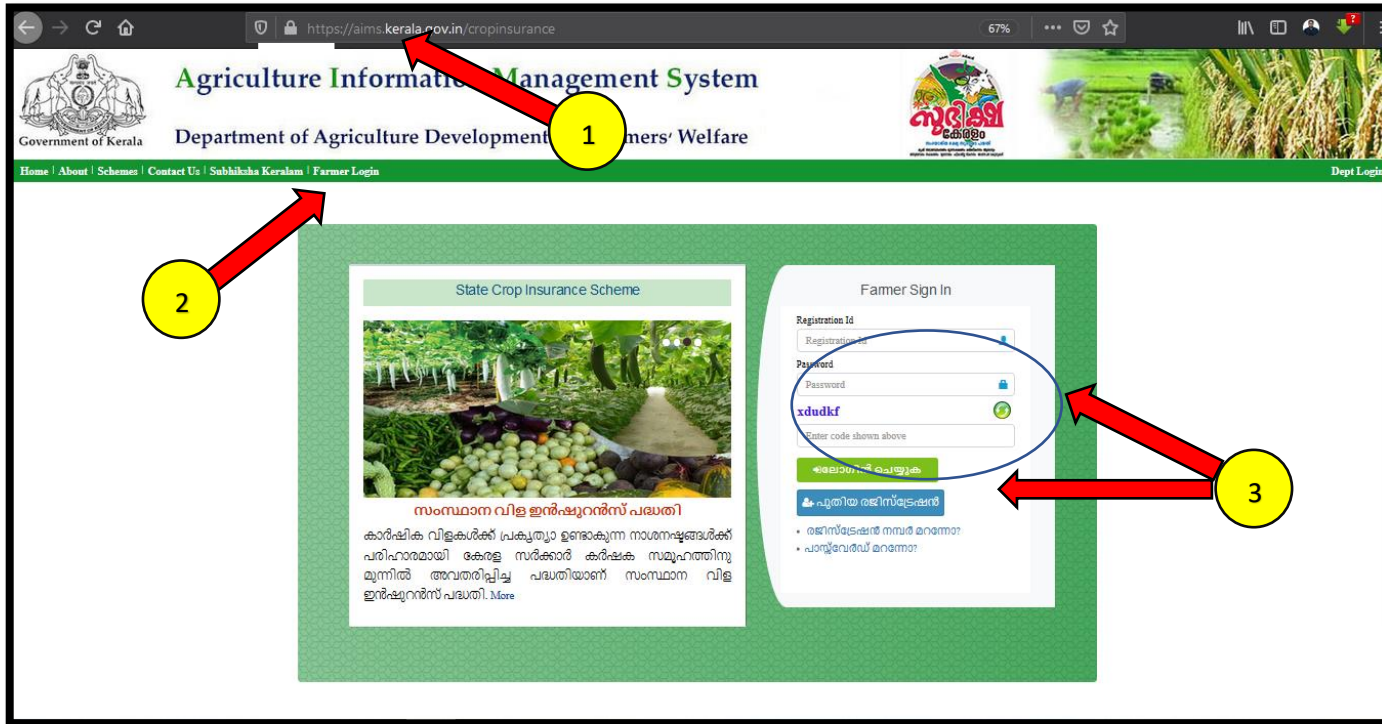 https://aims.kerala.gov.in/cropinsurance
67%
?
Agriculture Information Management System
Government of Kerala
Department of Agriculture Development ners' Welfare
സുഭിക്ഷ
കേരളം
1
Home | About | Schemes | Contact Us | Subhiksha Keralam | Farmer Login
Dept Login
2
State Crop Insurance Scheme
സംസ്ഥാന വിള ഇൻഷുറൻസ് പദ്ധതി
കാർഷിക വിളകൾക്ക് പ്രകൃത്യാ ഉണ്ടാകുന്ന നാശനഷ്ടങ്ങൾക്ക്
പരിഹാരമായി കേരള സർക്കാർ കർഷക സമൂഹത്തിനു
മുന്നിൽ അവതരിപ്പിച്ച പദ്ധതിയാണ് സംസ്ഥാന വിള
ഇൻഷുറൻസ് പദ്ധതി. More
Farmer Sign In
Registration Id
Registration Id
Password
Password
xdudkf
Enter code shown above
ലോഗിൻ ചെയ്യുക
പുതിയ രജിസ്ട്രേഷൻ
• രജിസ്ട്രേഷൻ നമ്പർ മറന്നോ?
• പാസ്സ്‌വേർഡ് മറന്നോ?
3